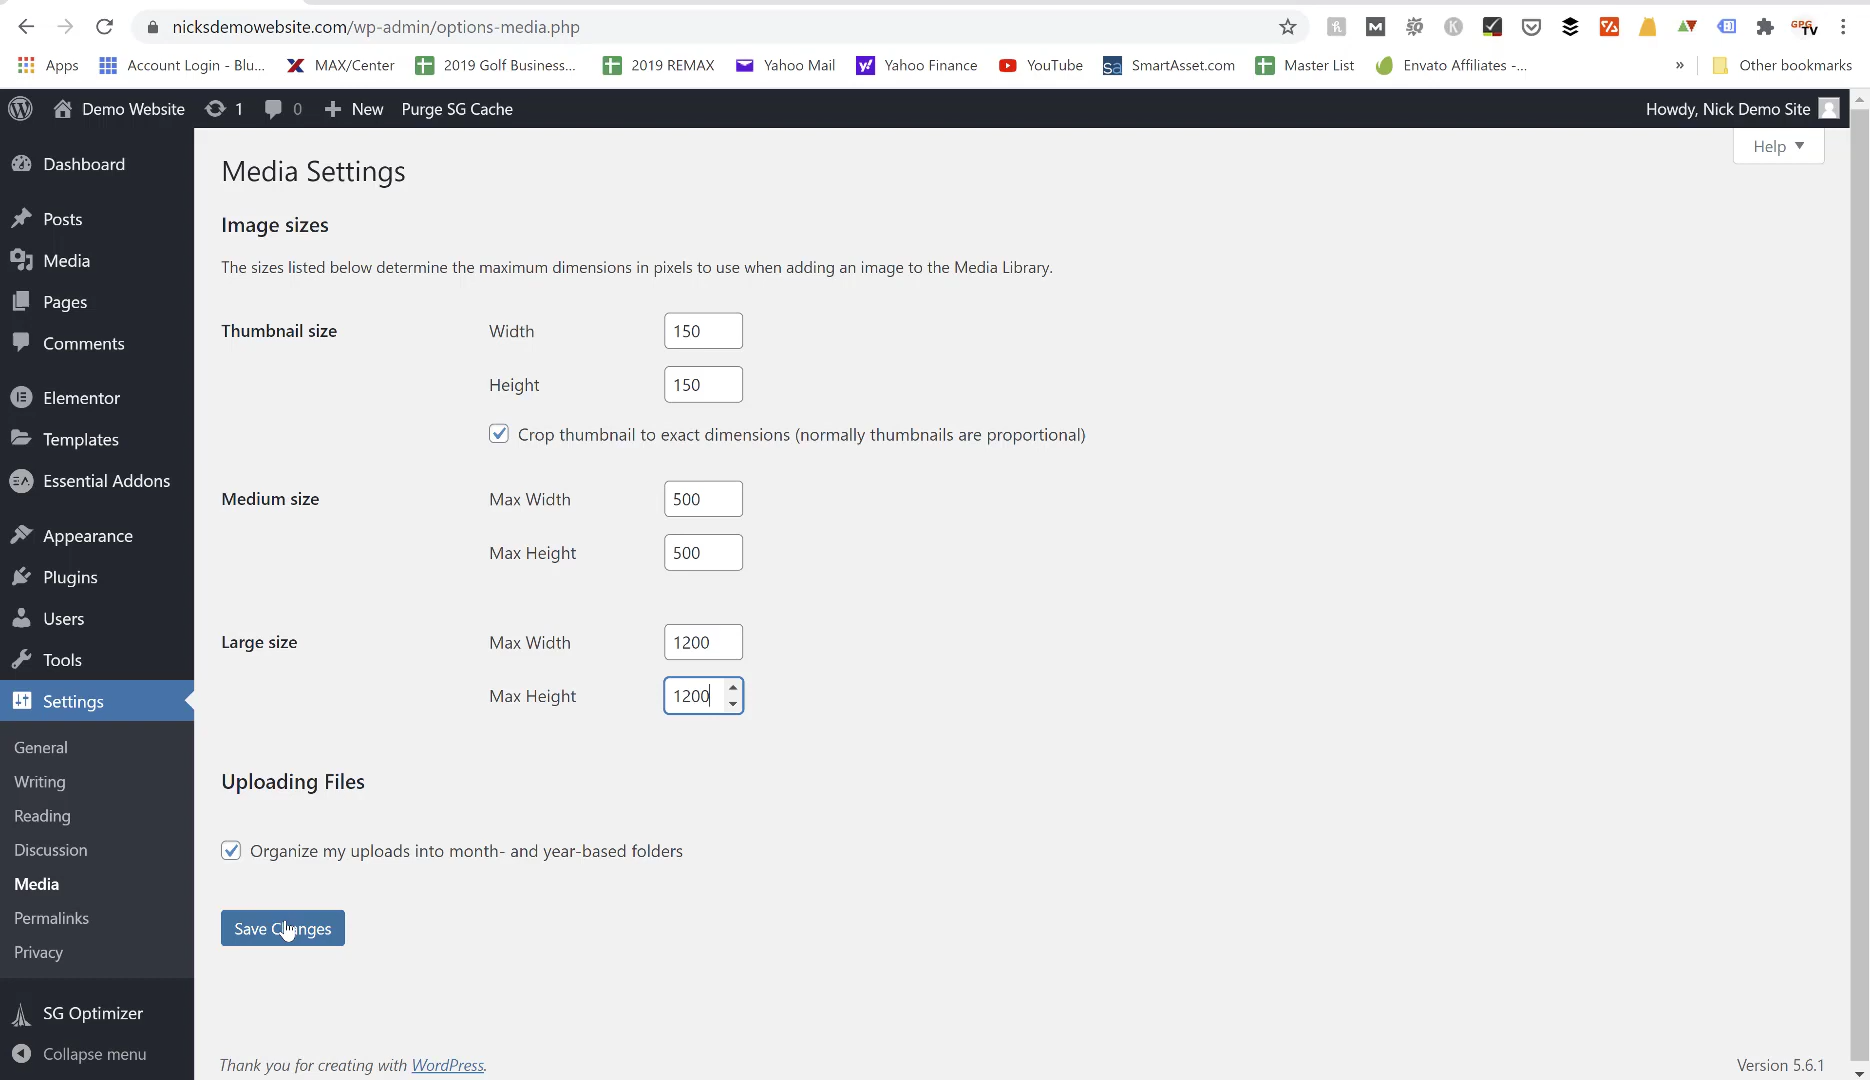 nicksdemowebsite.com/wp-admin/options-media.php
Apps Account Login - Blu... MAX/Center 2019 Golf Business... 2019 REMAX Yahoo Mail Yahoo Finance YouTube SmartAsset.com Master List Envato Affiliates -... » Other bookmarks
Demo Website 1 0 New Purge SG Cache Howdy, Nick Demo Site
Help
Dashboard
Posts
Media
Pages
Comments
Elementor
Templates
Essential Addons
Appearance
Plugins
Users
Tools
Settings
General
Writing
Reading
Discussion
Media
Permalinks
Privacy
SG Optimizer
Collapse menu
Media Settings
Image sizes
The sizes listed below determine the maximum dimensions in pixels to use when adding an image to the Media Library.
Thumbnail size Width 150
Height 150
Crop thumbnail to exact dimensions (normally thumbnails are proportional)
Medium size Max Width 500
Max Height 500
Large size Max Width 1200
Max Height 1200
Uploading Files
Organize my uploads into month- and year-based folders
Save Changes
Thank you for creating with WordPress. Version 5.6.1